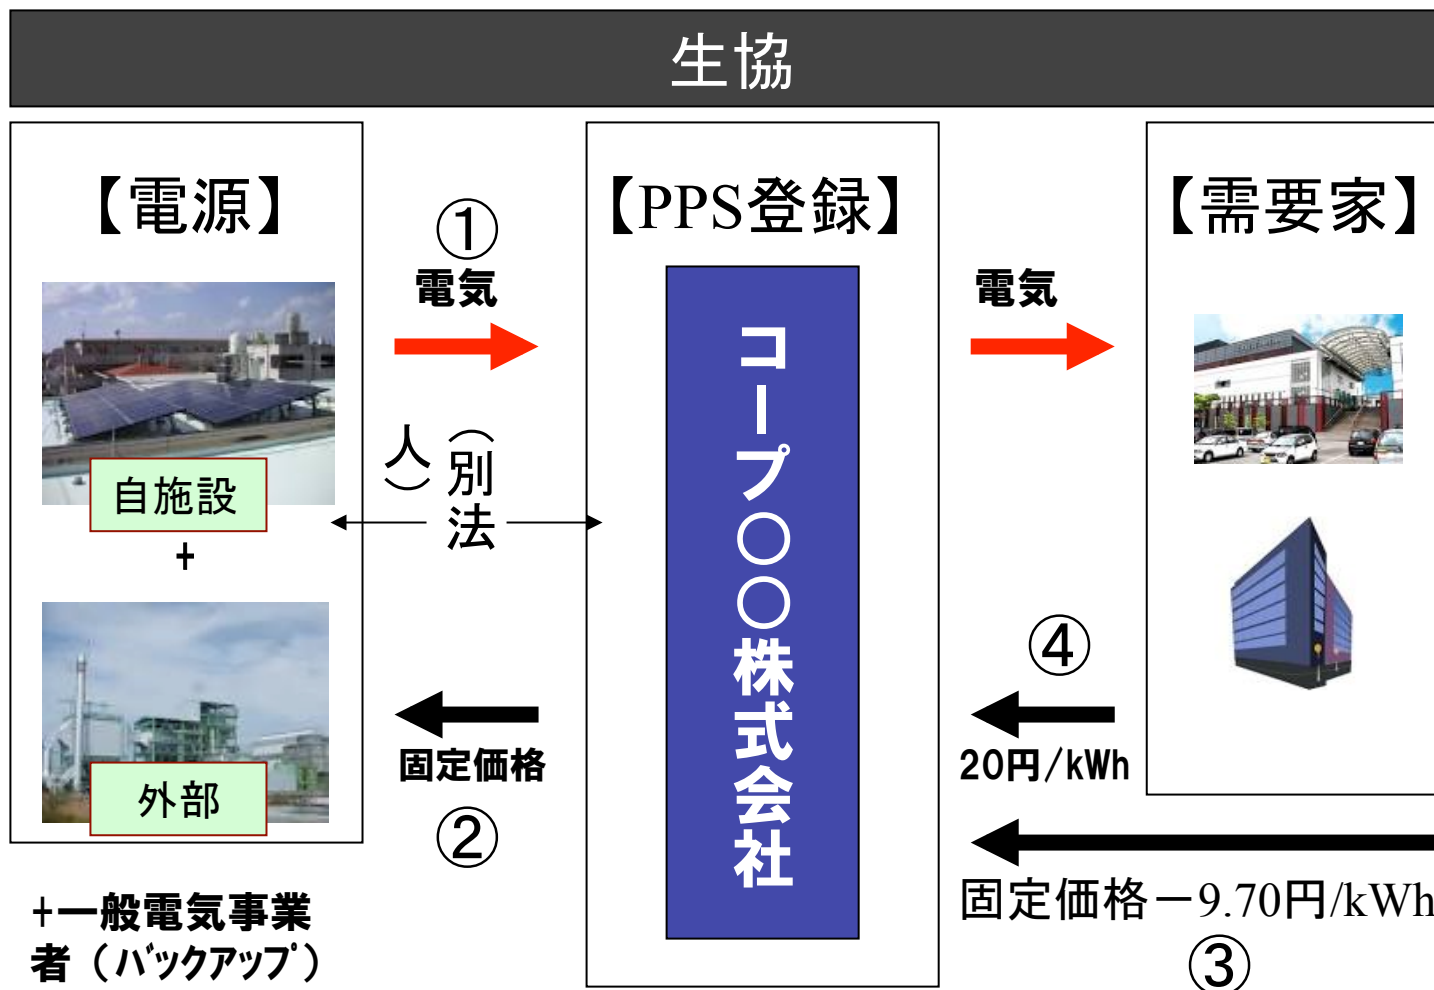 生協
【電源】
①
電気
自施設
+
外部
（別法
人）
固定価格
②
+一般電気事業
者（バックアップ）
【PPS登録】
コープ○○株式会社
電気
【需要家】
④
20円/kWh
固定価格－9.70円/kWh
③